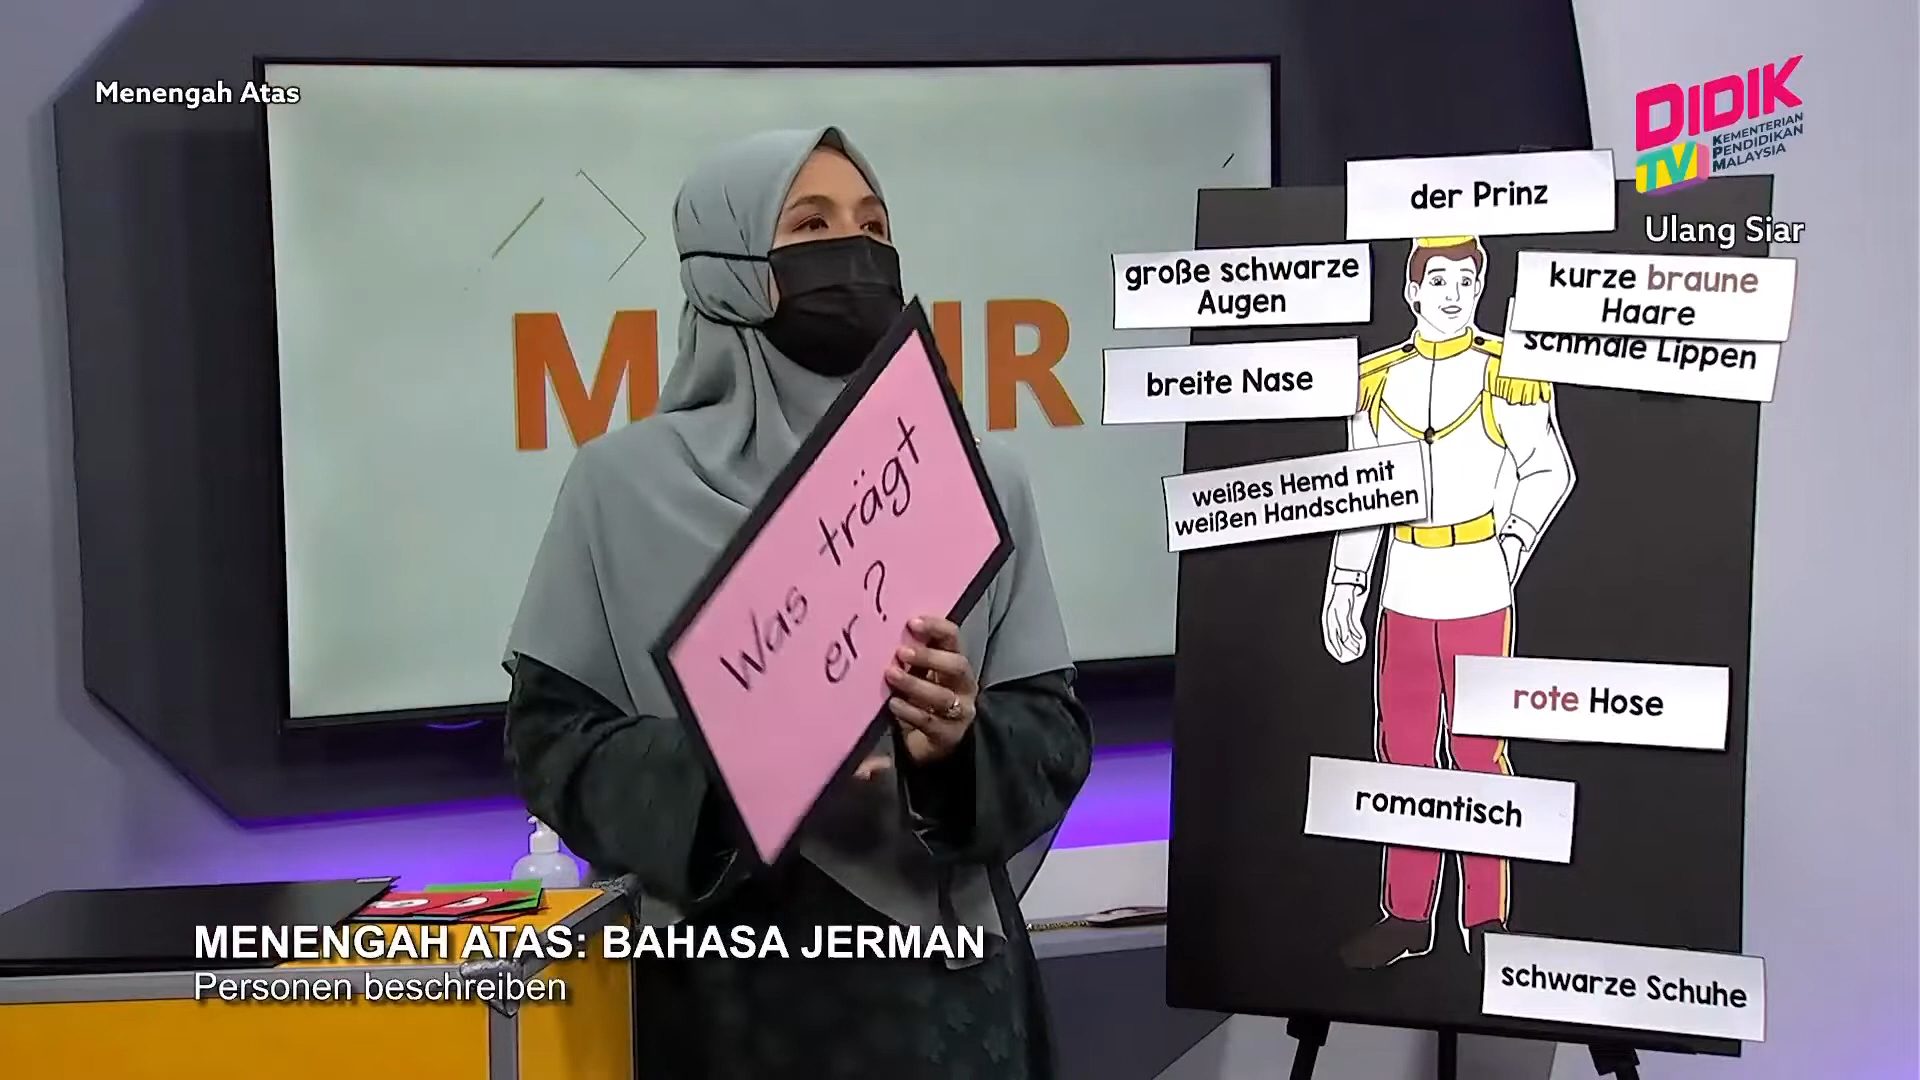 Menengah Atas
DIDIK
TV
KEMENTERIAN
PENDIDIKAN
MALAYSIA
Ulang Siar
der Prinz
große schwarze
Augen
kurze braune
Haare
schmale Lippen
breite Nase
weißes Hemd mit
weißen Handschuhen
Was trägt
er?
rote Hose
romantisch
schwarze Schuhe
MENENGAH ATAS: BAHASA JERMAN
Personen beschreiben